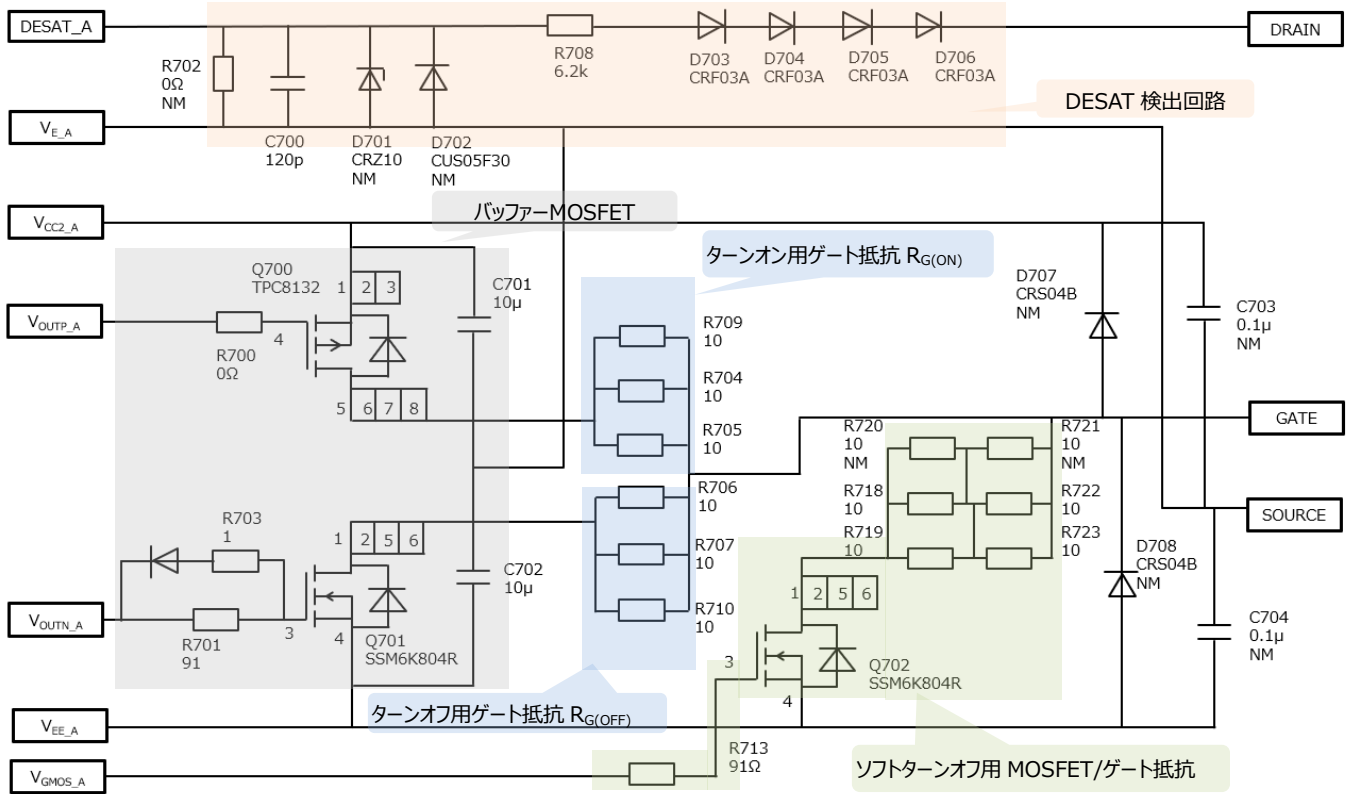 DESAT_A
DRAIN
R702
0Ω
NM
R708
6.2k
D703
CRF03A
D704
CRF03A
D705
CRF03A
D706
CRF03A
DESAT 検出回路
V_E_A
C700
120p
D701
CRZ10
NM
D702
CUS05F30
NM
バッファーMOSFET
V_CC2_A
ターンオン用ゲート抵抗 R_G(ON)
Q700
TPC8132
1 2 3
C701
10μ
D707
CRS04B
NM
C703
0.1μ
NM
V_OUTP_A
4
R700
0Ω
R709
10
R704
10
R705
10
5 6 7 8
GATE
R720
10
NM
R721
10
NM
R718
10
R722
10
R719
10
R723
10
SOURCE
R706
10
R707
10
R710
10
R703
1
1 2 5 6
C702
10μ
D708
CRS04B
NM
1 2 5 6
V_OUTN_A
R701
91
3
4
Q701
SSM6K804R
3
4
Q702
SSM6K804R
C704
0.1μ
NM
V_EE_A
ターンオフ用ゲート抵抗 R_G(OFF)
R713
91Ω
ソフトターンオフ用 MOSFET/ゲート抵抗
V_GMOS_A